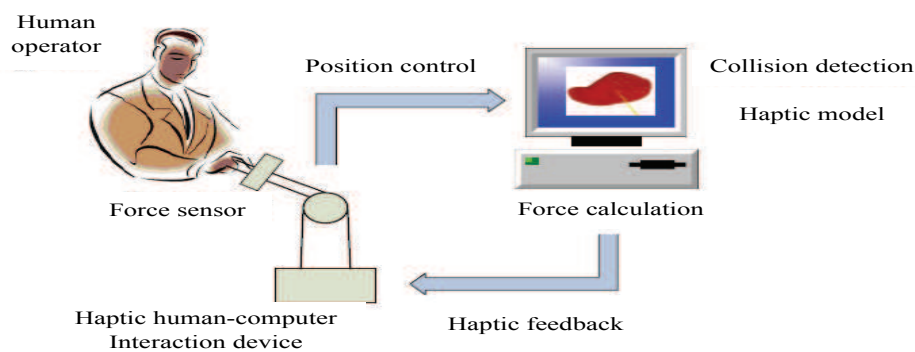 Human
operator
Position control
Collision detection
Haptic model
Force sensor
Force calculation
Haptic human-computer
Interaction device
Haptic feedback